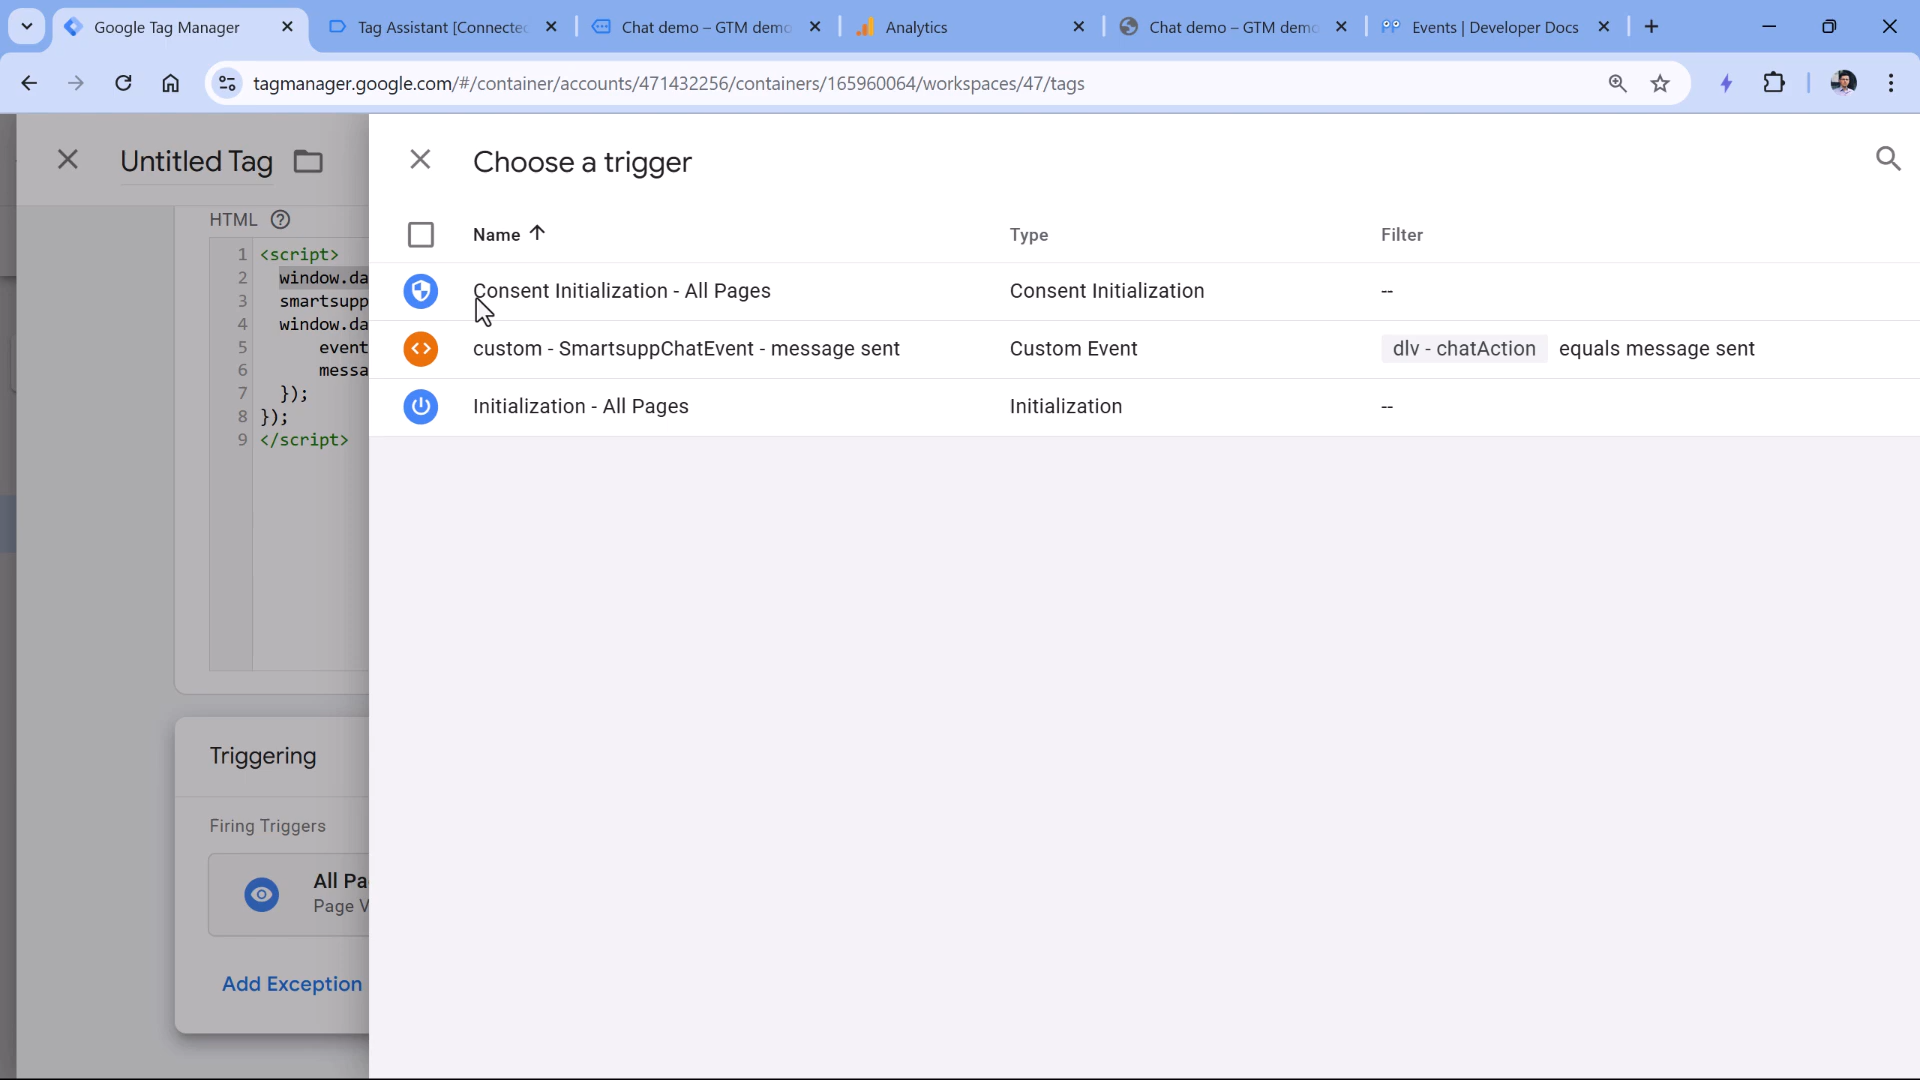 Google Tag Manager
Tag Assistant [Connected
Chat demo – GTM demo
Analytics
Chat demo – GTM demo
Events | Developer Docs
tagmanager.google.com/#/container/accounts/471432256/containers/165960064/workspaces/47/tags
Untitled Tag
Choose a trigger
HTML
Name
Type
Filter
1 <script>
2 window.da
3 smartsupp
4 window.da
5 event
6 messa
7 });
8 });
9 </script>
Consent Initialization - All Pages
Consent Initialization
--
custom - SmartsuppChatEvent - message sent
Custom Event
dlv - chatAction equals message sent
Initialization - All Pages
Initialization
--
Triggering
Firing Triggers
All Pa
Page V
Add Exception